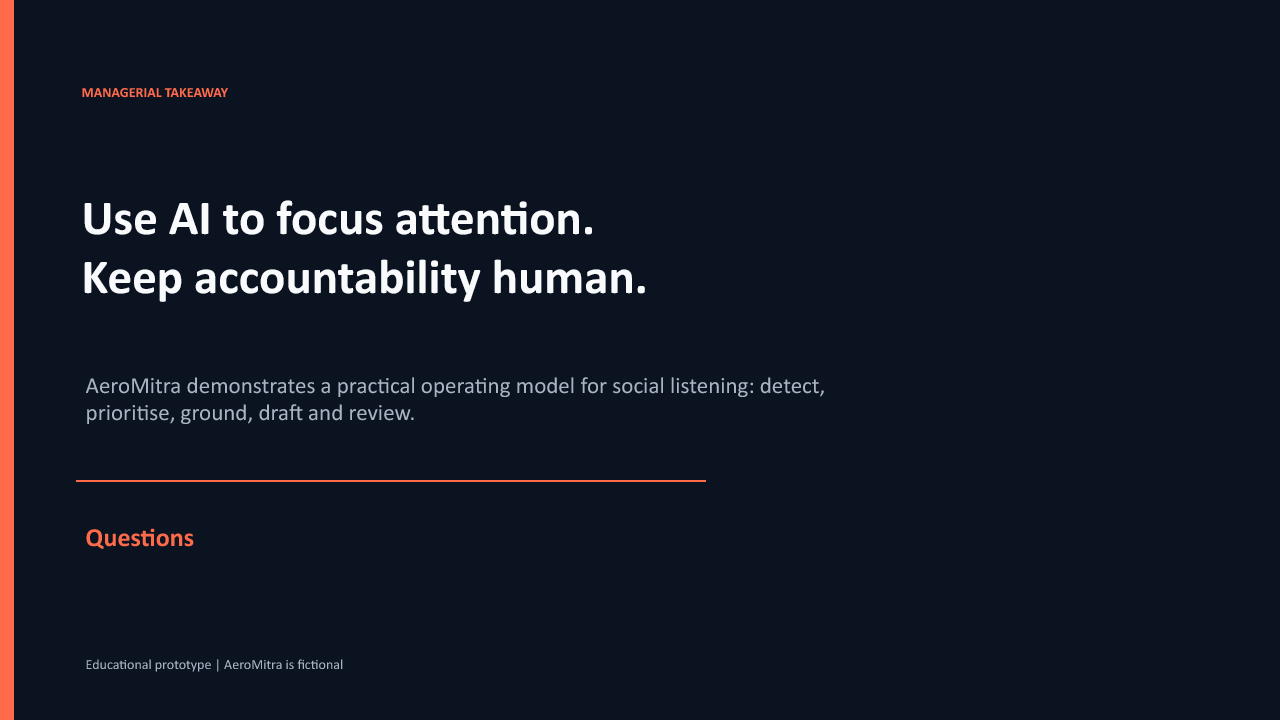 MANAGERIAL TAKEAWAY
Use AI to focus attention.
Keep accountability human.
AeroMitra demonstrates a practical operating model for social listening: detect,
prioritise, ground, draft and review.
Questions
Educational prototype | AeroMitra is fictional